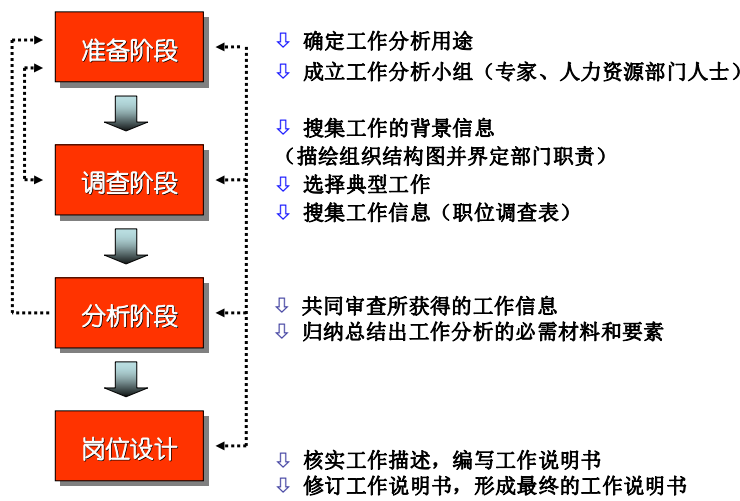 准备阶段
确定工作分析用途
成立工作分析小组（专家、人力资源部门人士）
调查阶段
搜集工作的背景信息
（描绘组织结构图并界定部门职责）
选择典型工作
搜集工作信息（职位调查表）
分析阶段
共同审查所获得的工作信息
归纳总结出工作分析的必需材料和要素
岗位设计
核实工作描述，编写工作说明书
修订工作说明书，形成最终的工作说明书